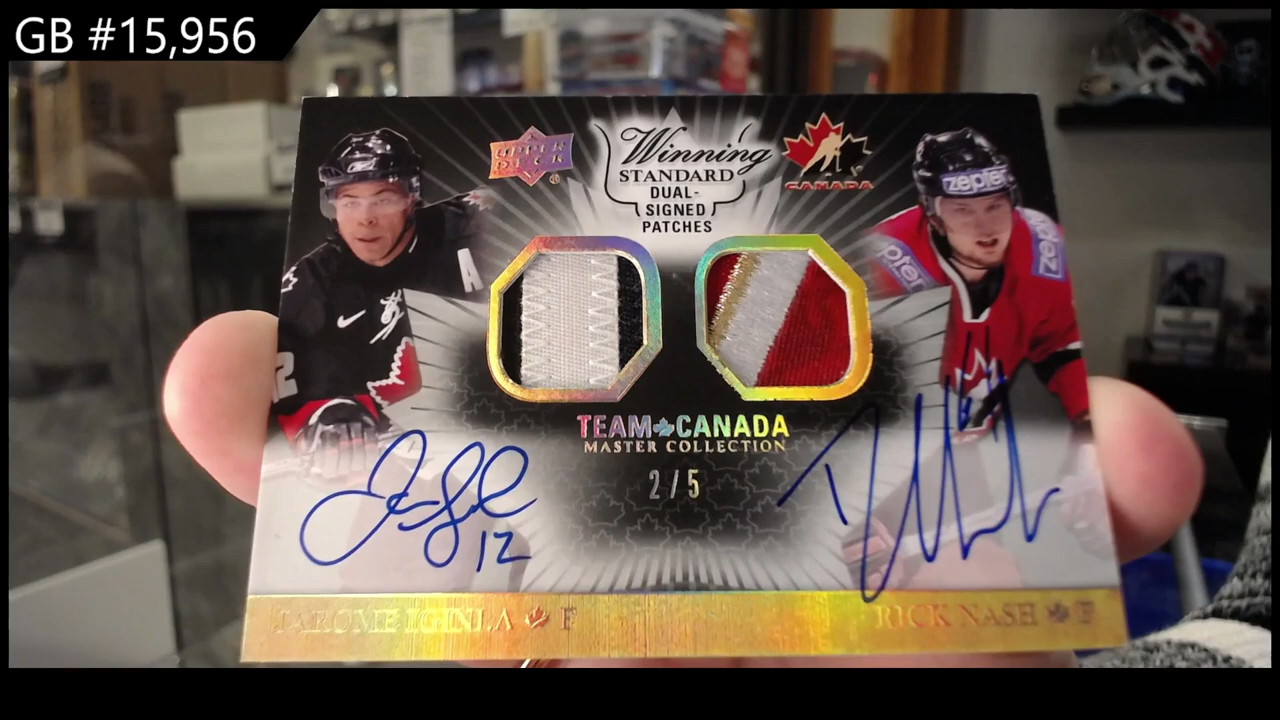 GB #15,956
UPPER DECK
Winning
STANDARD
DUAL-
SIGNED
PATCHES
CANADA
zepter
A
TEAM CANADA
MASTER COLLECTION
2/5
12
JAROME IGINLA F
RICK NASH F